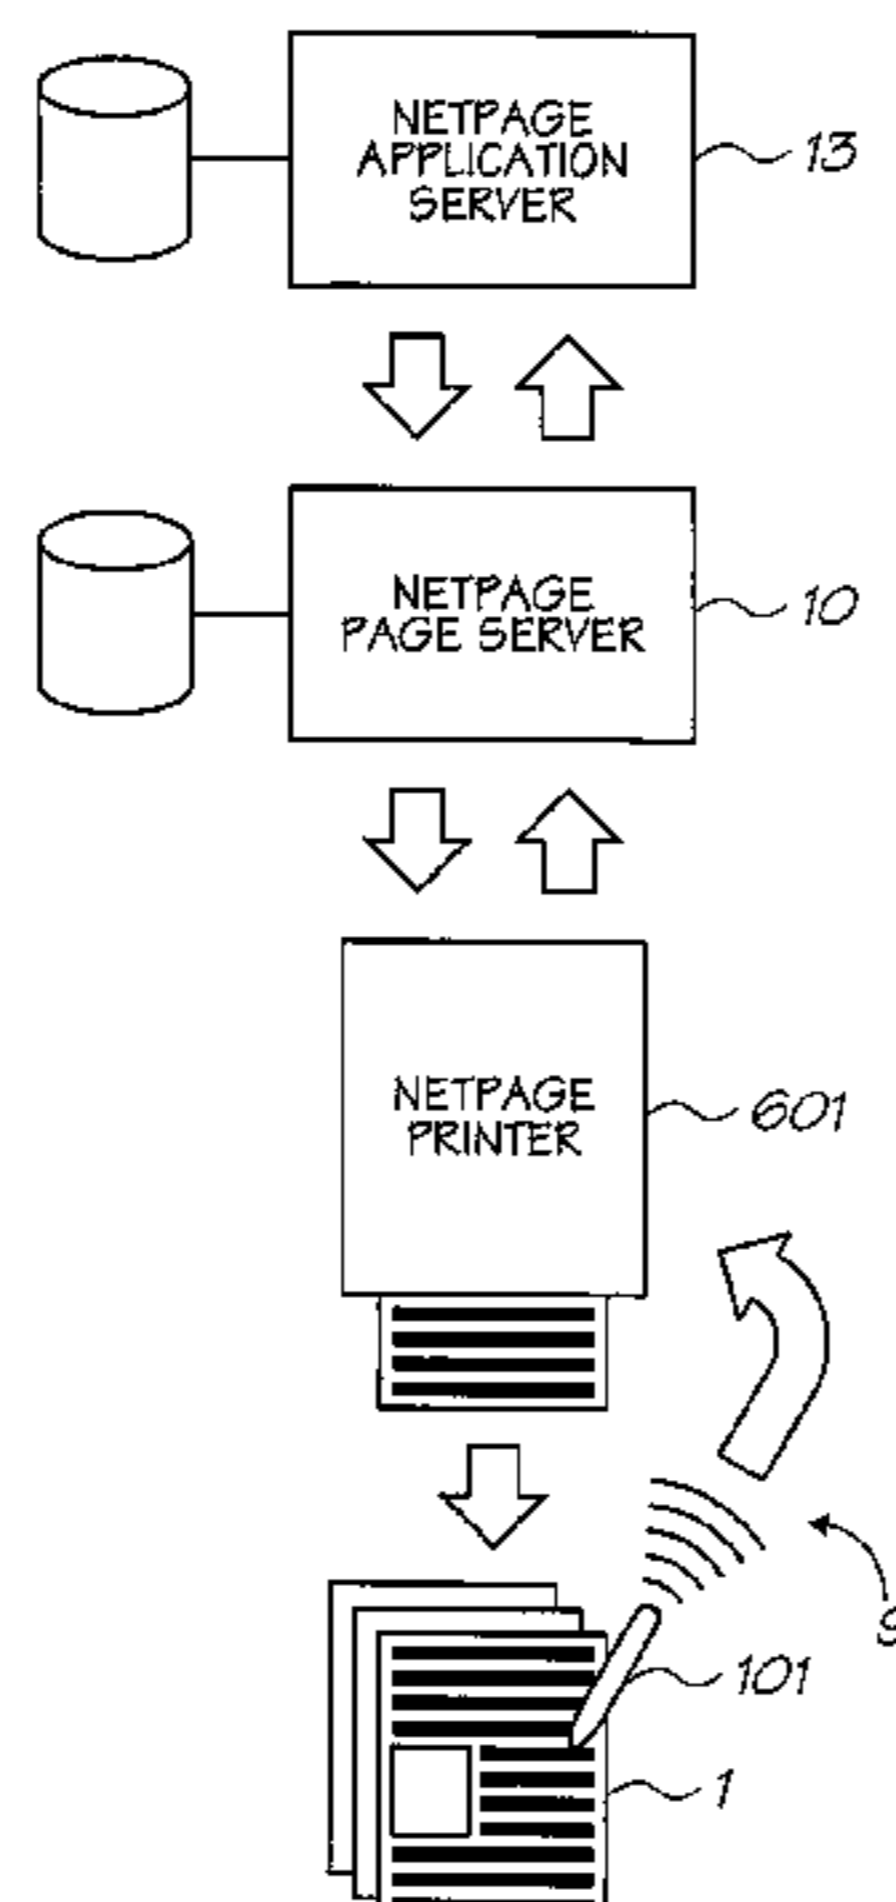 NETPAGE
APPLICATION
SERVER
13
NETPAGE
PAGE SERVER
10
NETPAGE
PRINTER
601
101
1